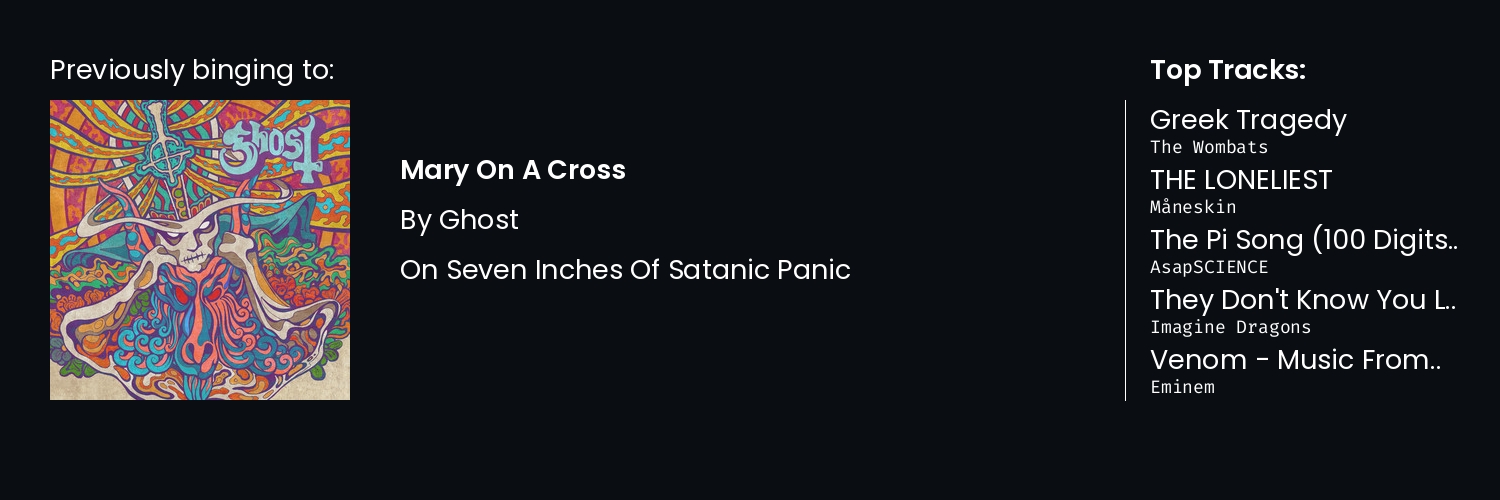 Previously binging to:
Ghost
Mary On A Cross
By Ghost
On Seven Inches Of Satanic Panic
Top Tracks:
Greek Tragedy
The Wombats
THE LONELIEST
Måneskin
The Pi Song (100 Digits..
AsapSCIENCE
They Don't Know You L..
Imagine Dragons
Venom - Music From..
Eminem